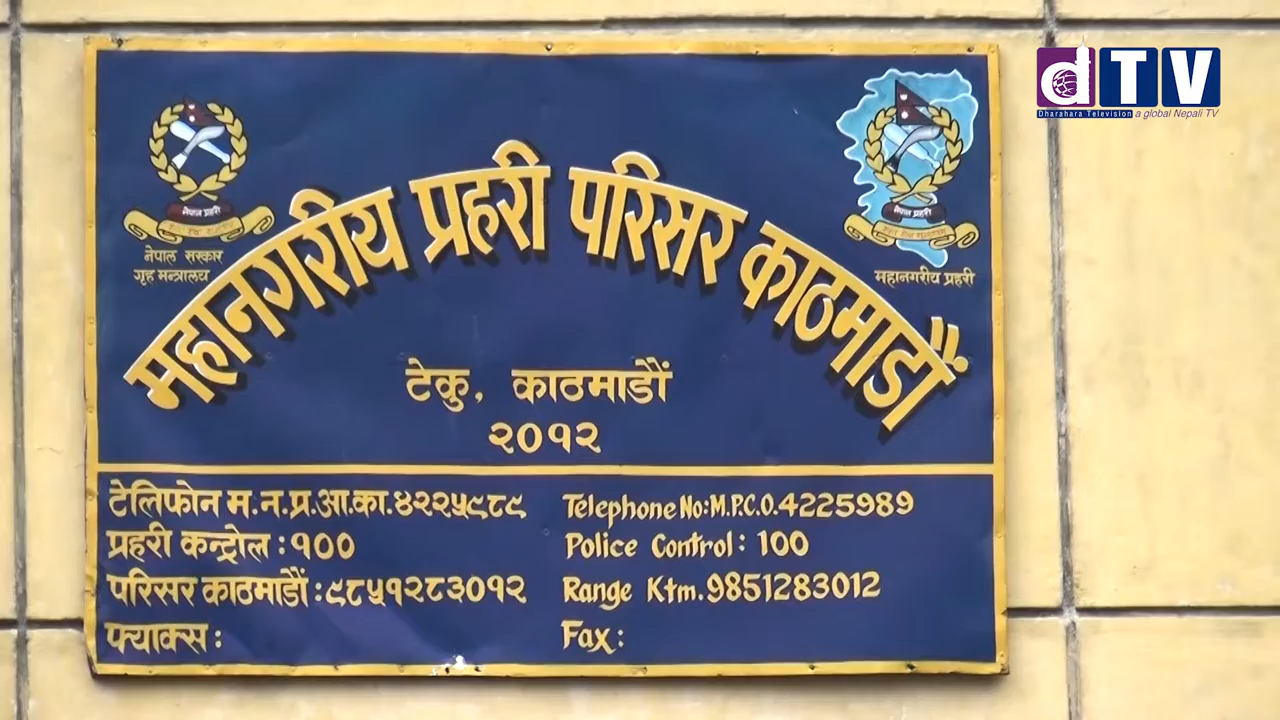 dTV
Dharahara Television a global Nepali TV
नेपाल प्रहरी
नेपाल सरकार
गृह मन्त्रालय
नेपाल प्रहरी
महानगरीय प्रहरी
महानगरीय प्रहरी परिसर काठमाडौं
टेकु, काठमाडौं
२०१२
टेलिफोन म.न.प्र.आ.का.४२२५९८९
प्रहरी कन्ट्रोल : १००
परिसर काठमाडौं : ९८५१२८३०१२
फ्याक्स :
Telephone No: M.P.C.O. 4225989
Police Control : 100
Range Ktm. 9851283012
Fax :